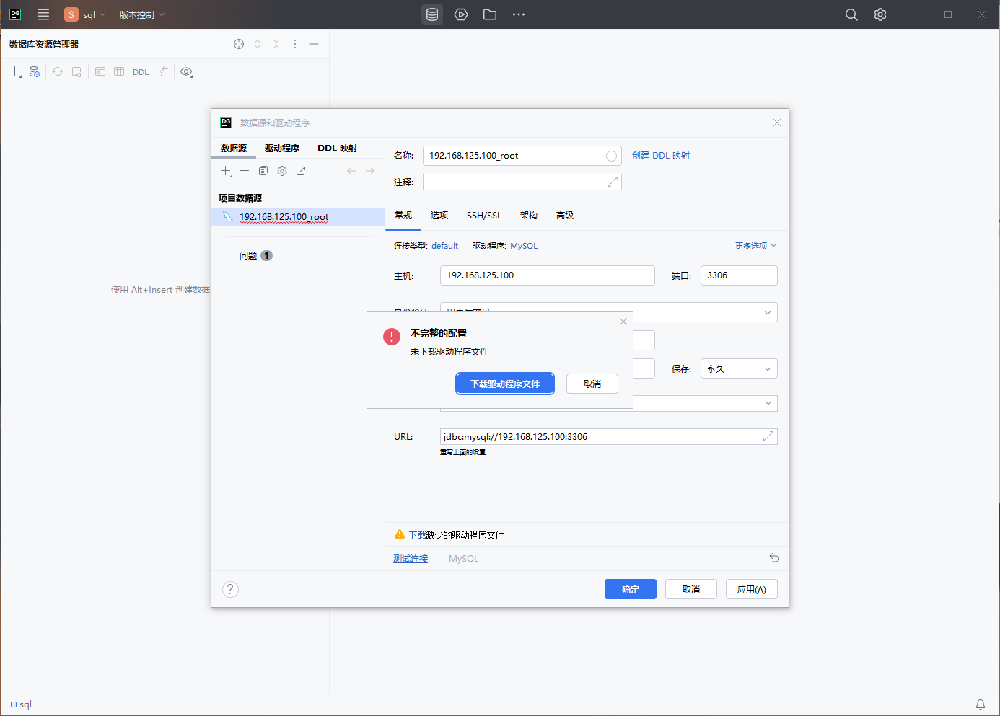 DG
S sql 版本控制
数据库资源管理器
DDL
使用 Alt+Insert 创建数据
DG 数据源和驱动程序
数据源 驱动程序 DDL 映射
项目数据源
192.168.125.100_root
问题 1
名称: 192.168.125.100_root 创建 DDL 映射
注释:
常规 选项 SSH/SSL 架构 高级
连接类型: default 驱动程序: MySQL 更多选项
主机: 192.168.125.100 端口: 3306
身份验证 用户与密码
不完整的配置
未下载驱动程序文件
下载驱动程序文件 取消
保存: 永久
URL: jdbc:mysql://192.168.125.100:3306
重写上面的设置
下载缺少的驱动程序文件
测试连接 MySQL
? 确定 取消 应用(A)
sql